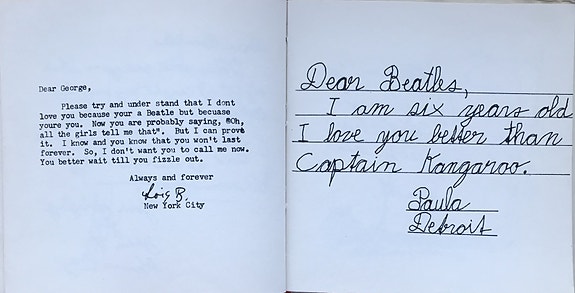 Dear George,
Please try and under stand that I dont
love you because your a Beatle but becuase
youre you. Now you are probably saying, "Oh,
all the girls tell me that". But I can prove
it. I know and you know that you won't last
forever. So, I don't want you to call me now.
You better wait till you fizzle out.
Always and forever
Lois B.
New York City
Dear Beatles,
I am six years old
I love you better than
Captain Kangaroo.
Paula
Detroit